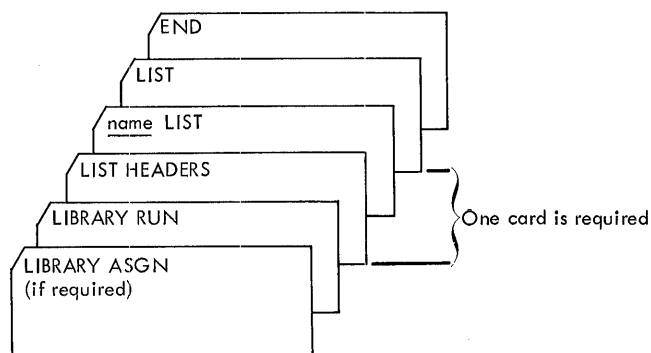 END
LIST
name LIST
LIST HEADERS
LIBRARY RUN
LIBRARY ASGN
(if required)
One card is required